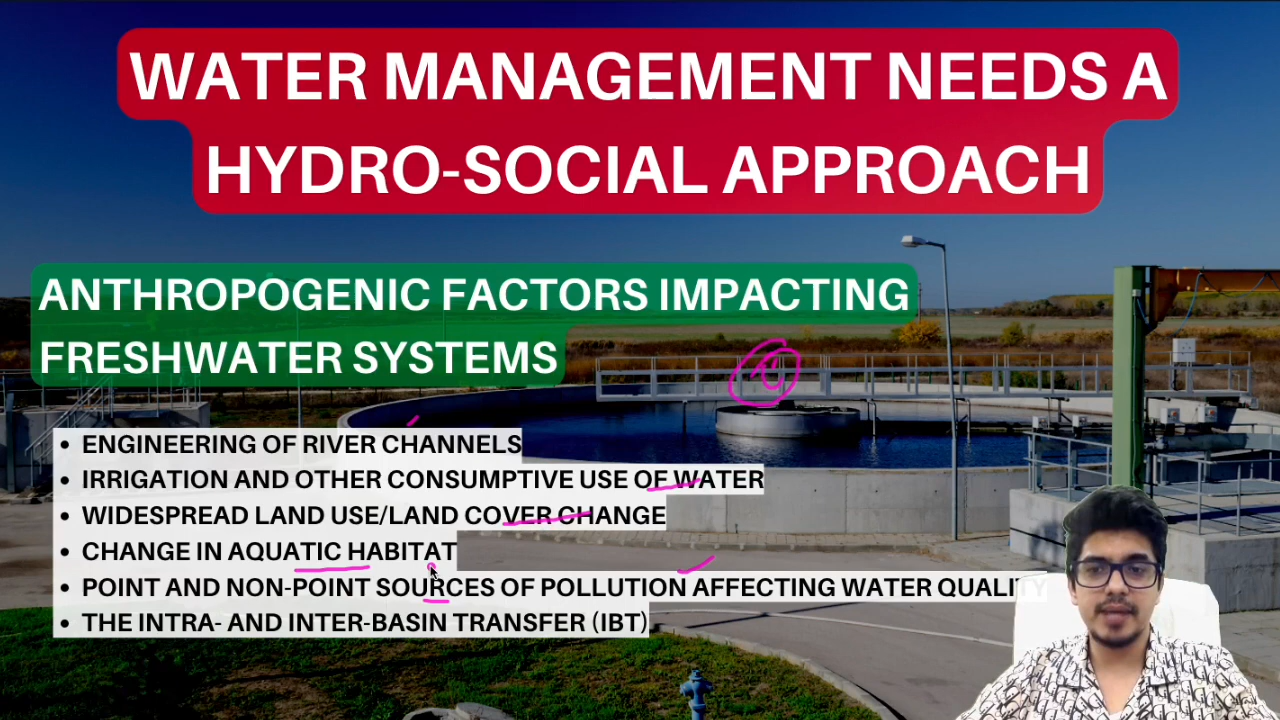 WATER MANAGEMENT NEEDS A
HYDRO-SOCIAL APPROACH
ANTHROPOGENIC FACTORS IMPACTING
FRESHWATER SYSTEMS
• ENGINEERING OF RIVER CHANNELS
• IRRIGATION AND OTHER CONSUMPTIVE USE OF WATER
• WIDESPREAD LAND USE/LAND COVER CHANGE
• CHANGE IN AQUATIC HABITAT
• POINT AND NON-POINT SOURCES OF POLLUTION AFFECTING WATER QUALITY
• THE INTRA- AND INTER-BASIN TRANSFER (IBT)